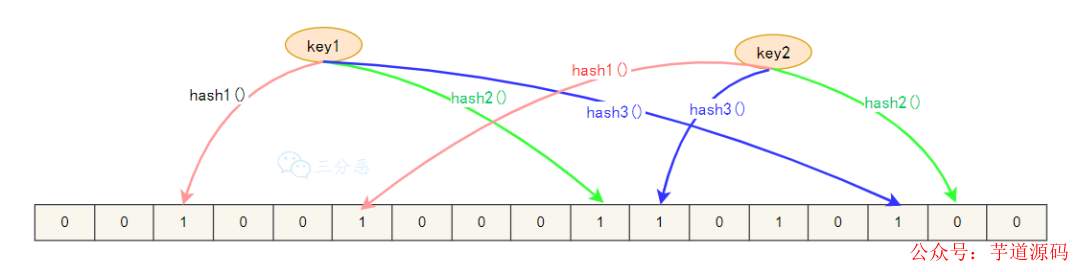 key1
key2
hash1()
hash2()
hash1()
hash3()
hash3()
hash2()
三分恶
0 0 1 0 0 1 0 0 0 1 1 0 1 0 1 0 0
公众号：芋道源码